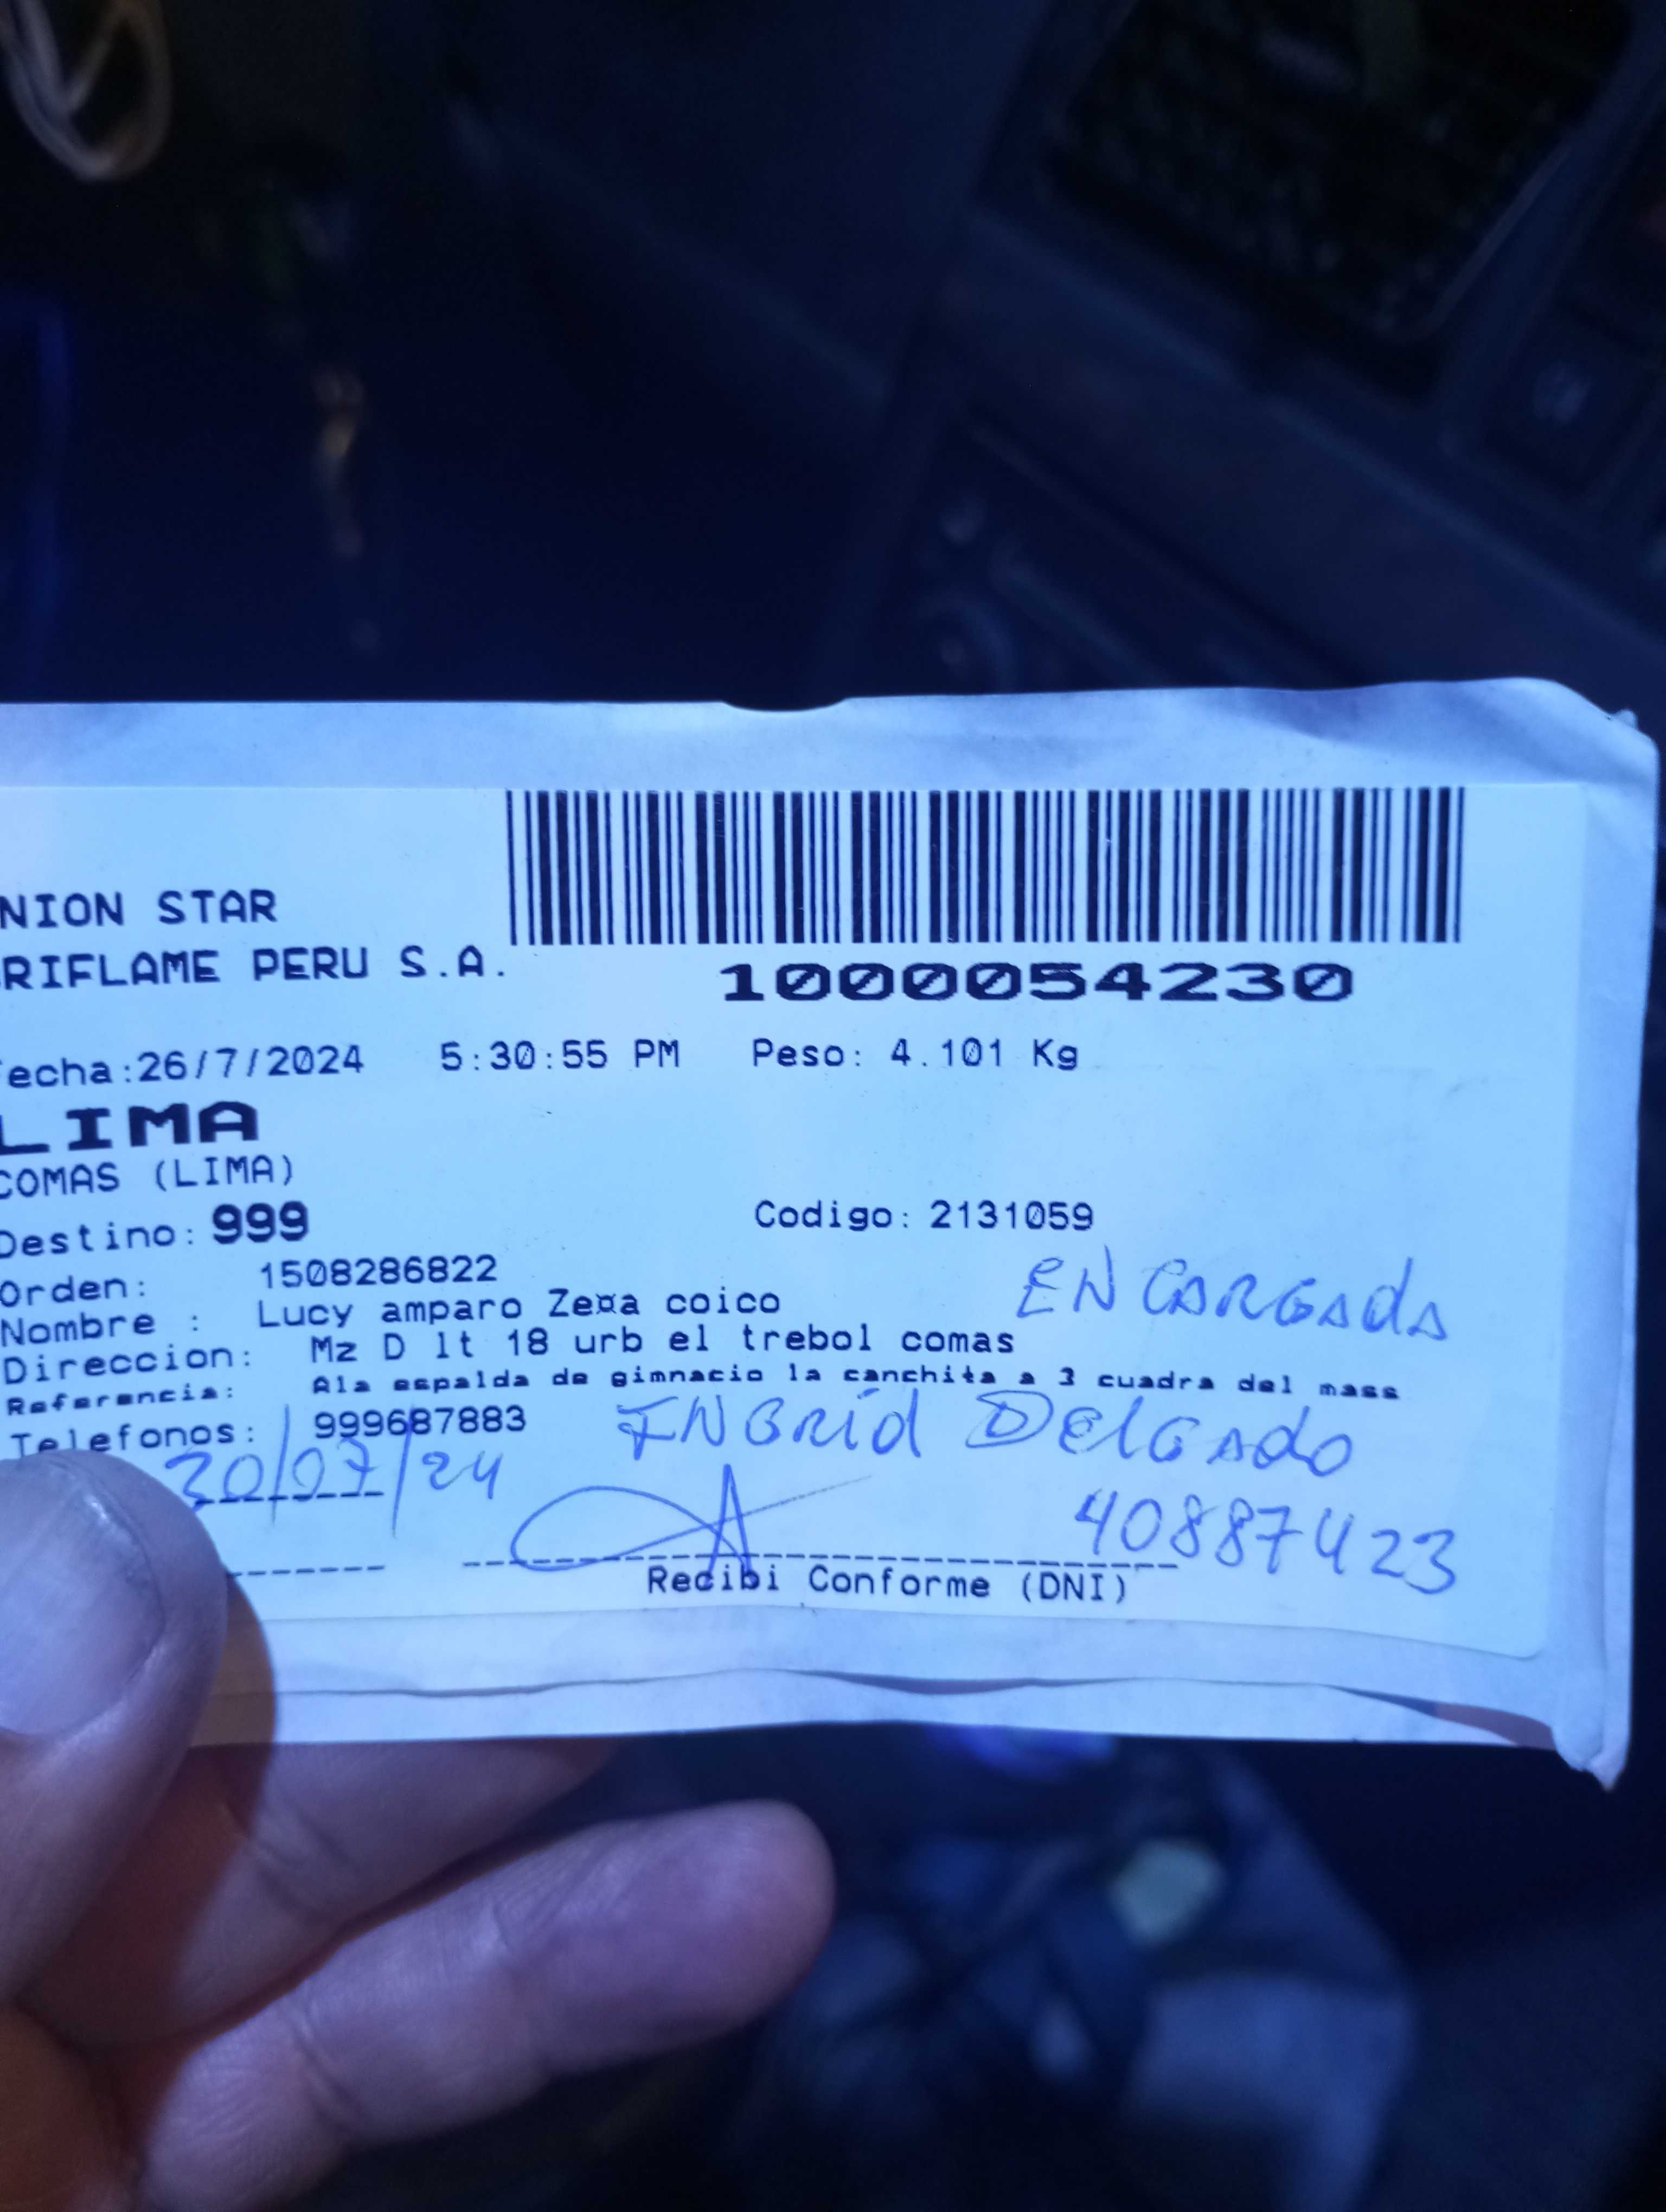 NION STAR
RIFLAME PERU S.A.
1000054230
echa:26/7/2024 5:30:55 PM Peso: 4.101 Kg
LIMA
COMAS (LIMA)
Destino: 999 Codigo: 2131059
Orden: 1508286822
ENCARGADA
Nombre : Lucy amparo Ze¤a coico
Direccion: Mz D lt 18 urb el trebol comas
Referencia: Ala espalda de gimnacio la canchita a 3 cuadra del mass
Telefonos: 999687883
INGRID DELGADO
30/07/24
40887423
Recibi Conforme (DNI)